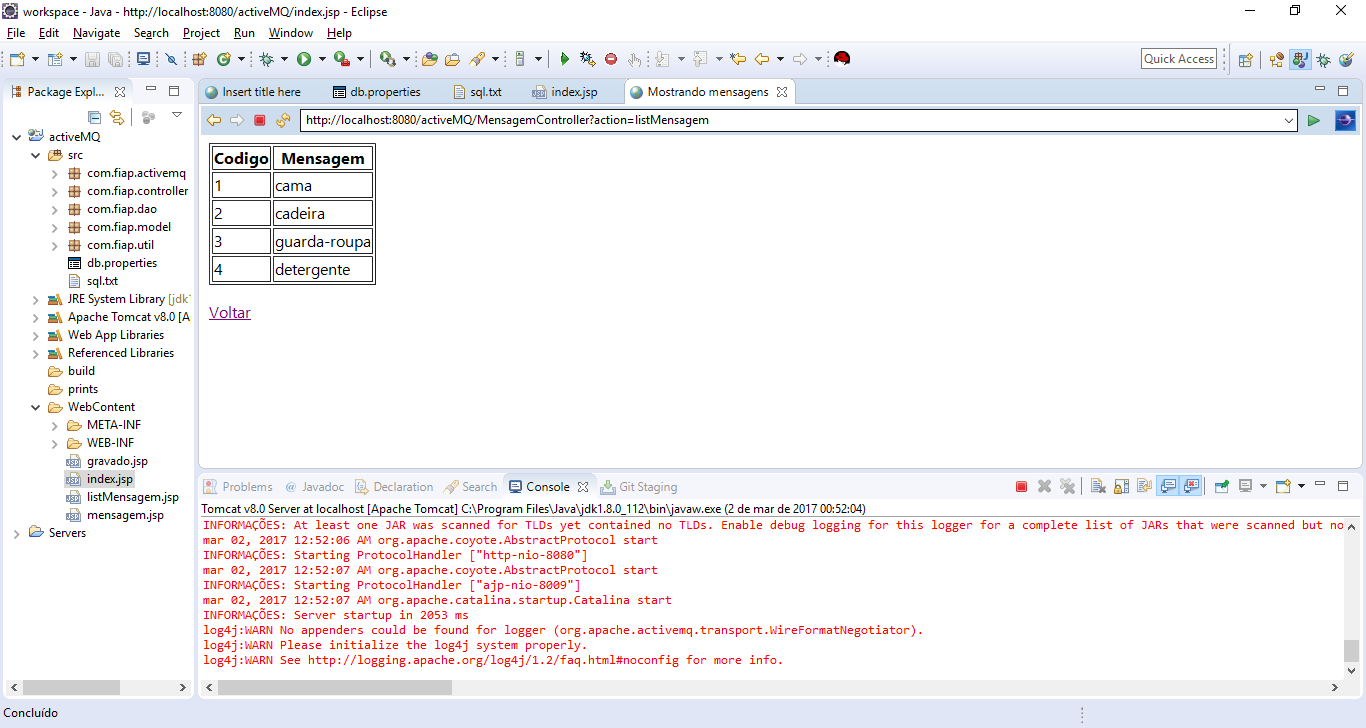 workspace - Java - http://localhost:8080/activeMQ/index.jsp - Eclipse
File Edit Navigate Search Project Run Window Help
Quick Access
Package Expl...
activeMQ
src
com.fiap.activemq
com.fiap.controller
com.fiap.dao
com.fiap.model
com.fiap.util
db.properties
sql.txt
JRE System Library [jdk1
Apache Tomcat v8.0 [A
Web App Libraries
Referenced Libraries
build
prints
WebContent
META-INF
WEB-INF
gravado.jsp
index.jsp
listMensagem.jsp
mensagem.jsp
Servers
Insert title here db.properties sql.txt index.jsp Mostrando mensagens
http://localhost:8080/activeMQ/MensagemController?action=listMensagem
Codigo Mensagem
1 cama
2 cadeira
3 guarda-roupa
4 detergente
Voltar
Problems @ Javadoc Declaration Search Console Git Staging
Tomcat v8.0 Server at localhost [Apache Tomcat] C:\Program Files\Java\jdk1.8.0_112\bin\javaw.exe (2 de mar de 2017 00:52:04)
INFORMAÇÕES: At least one JAR was scanned for TLDs yet contained no TLDs. Enable debug logging for this logger for a complete list of JARs that were scanned but no
mar 02, 2017 12:52:06 AM org.apache.coyote.AbstractProtocol start
INFORMAÇÕES: Starting ProtocolHandler ["http-nio-8080"]
mar 02, 2017 12:52:07 AM org.apache.coyote.AbstractProtocol start
INFORMAÇÕES: Starting ProtocolHandler ["ajp-nio-8009"]
mar 02, 2017 12:52:07 AM org.apache.catalina.startup.Catalina start
INFORMAÇÕES: Server startup in 2053 ms
log4j:WARN No appenders could be found for logger (org.apache.activemq.transport.WireFormatNegotiator).
log4j:WARN Please initialize the log4j system properly.
log4j:WARN See http://logging.apache.org/log4j/1.2/faq.html#noconfig for more info.
Concluído